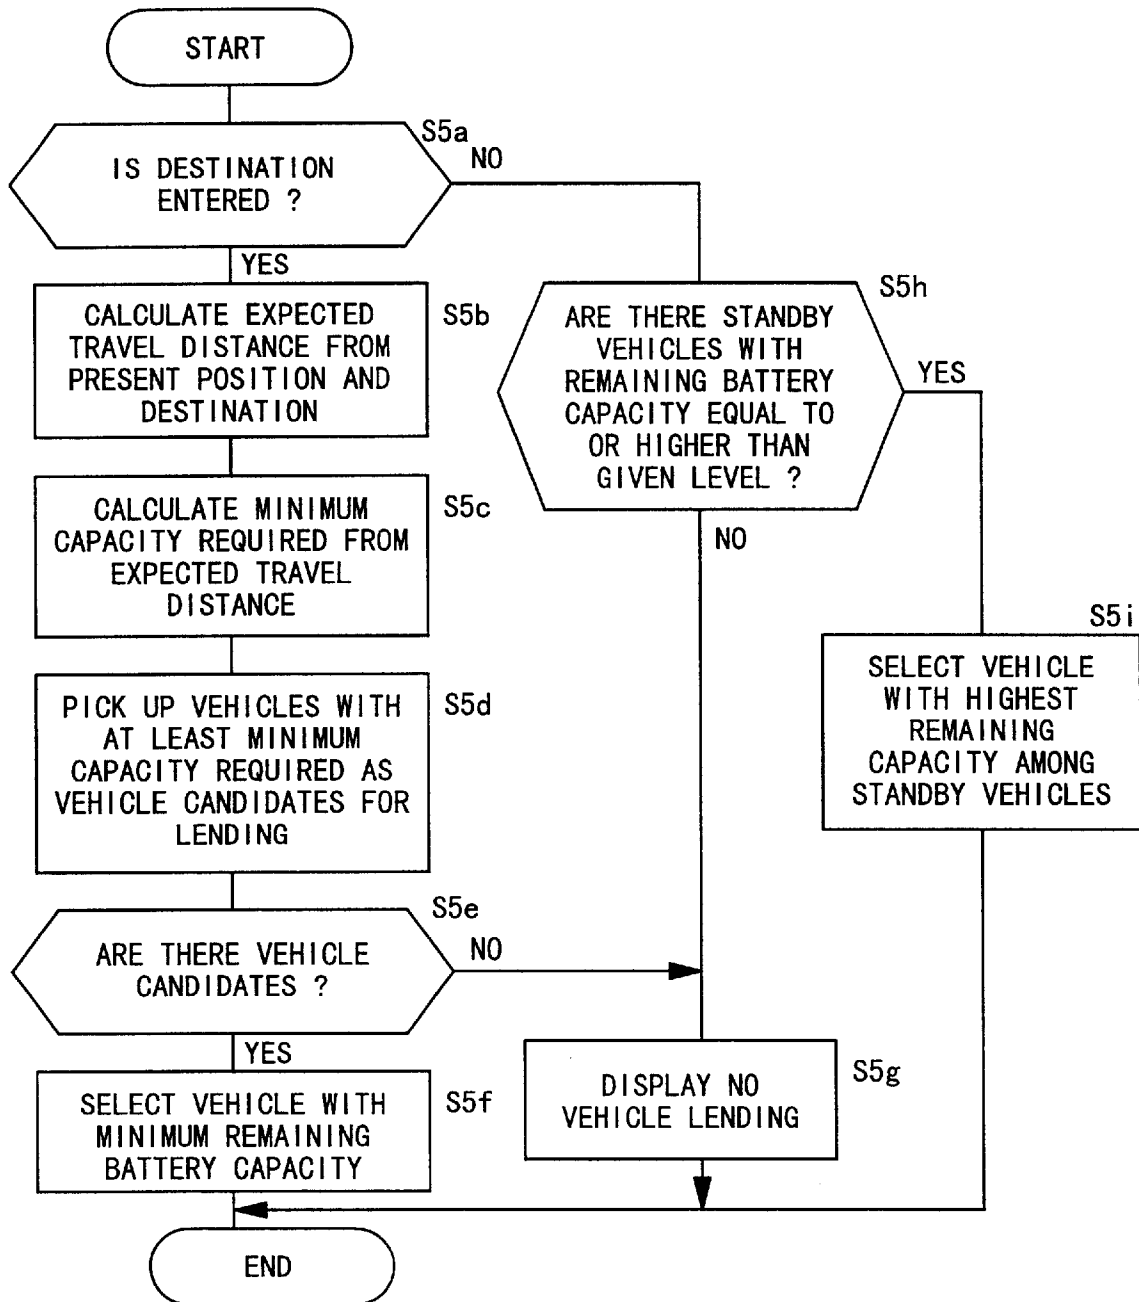 START
S5a
IS DESTINATION
ENTERED ?
NO
YES
CALCULATE EXPECTED
TRAVEL DISTANCE FROM
PRESENT POSITION AND
DESTINATION
S5b
S5h
ARE THERE STANDBY
VEHICLES WITH
REMAINING BATTERY
CAPACITY EQUAL TO
OR HIGHER THAN
GIVEN LEVEL ?
YES
NO
CALCULATE MINIMUM
CAPACITY REQUIRED FROM
EXPECTED TRAVEL
DISTANCE
S5c
S5i
SELECT VEHICLE
WITH HIGHEST
REMAINING
CAPACITY AMONG
STANDBY VEHICLES
PICK UP VEHICLES WITH
AT LEAST MINIMUM
CAPACITY REQUIRED AS
VEHICLE CANDIDATES FOR
LENDING
S5d
S5e
ARE THERE VEHICLE
CANDIDATES ?
NO
YES
SELECT VEHICLE WITH
MINIMUM REMAINING
BATTERY CAPACITY
S5f
DISPLAY NO
VEHICLE LENDING
S5g
END